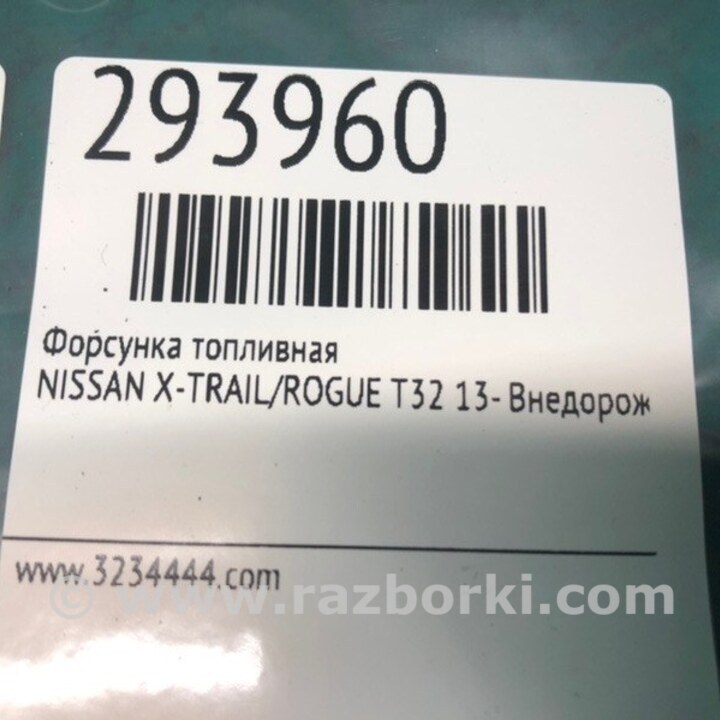 293960
Форсунка топливная
NISSAN X-TRAIL/ROGUE T32 13- Внедорож
www.3234444.com
© www.razborki.com